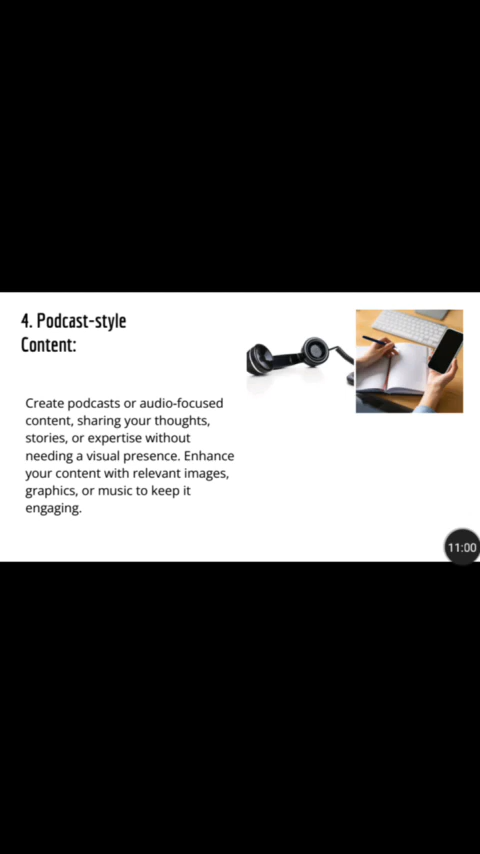 4. Podcast-style
Content:
Create podcasts or audio-focused
content, sharing your thoughts,
stories, or expertise without
needing a visual presence. Enhance
your content with relevant images,
graphics, or music to keep it
engaging.
11:00